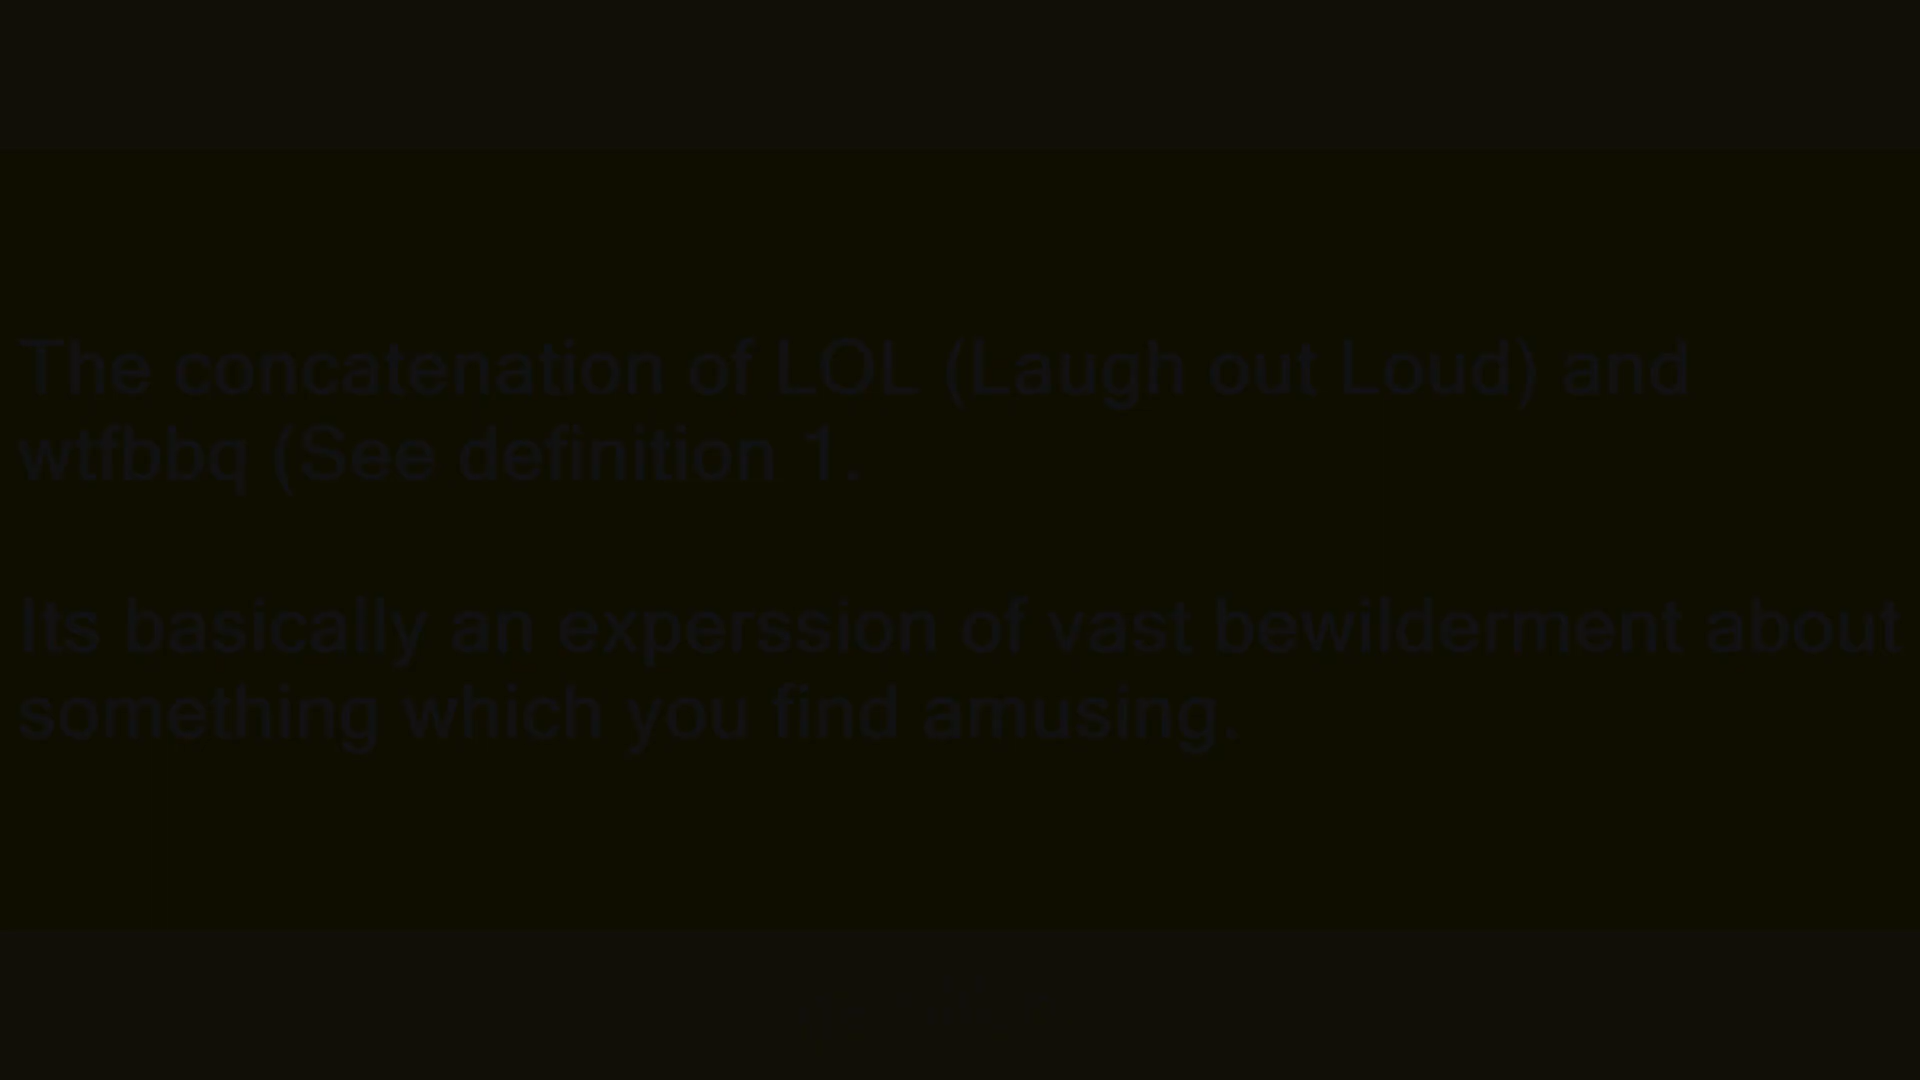 The concatenation of LOL (Laugh out Loud) and
wtfbbq (See definition 1.
Its basically an experssion of vast bewilderment about
something which you find amusing.